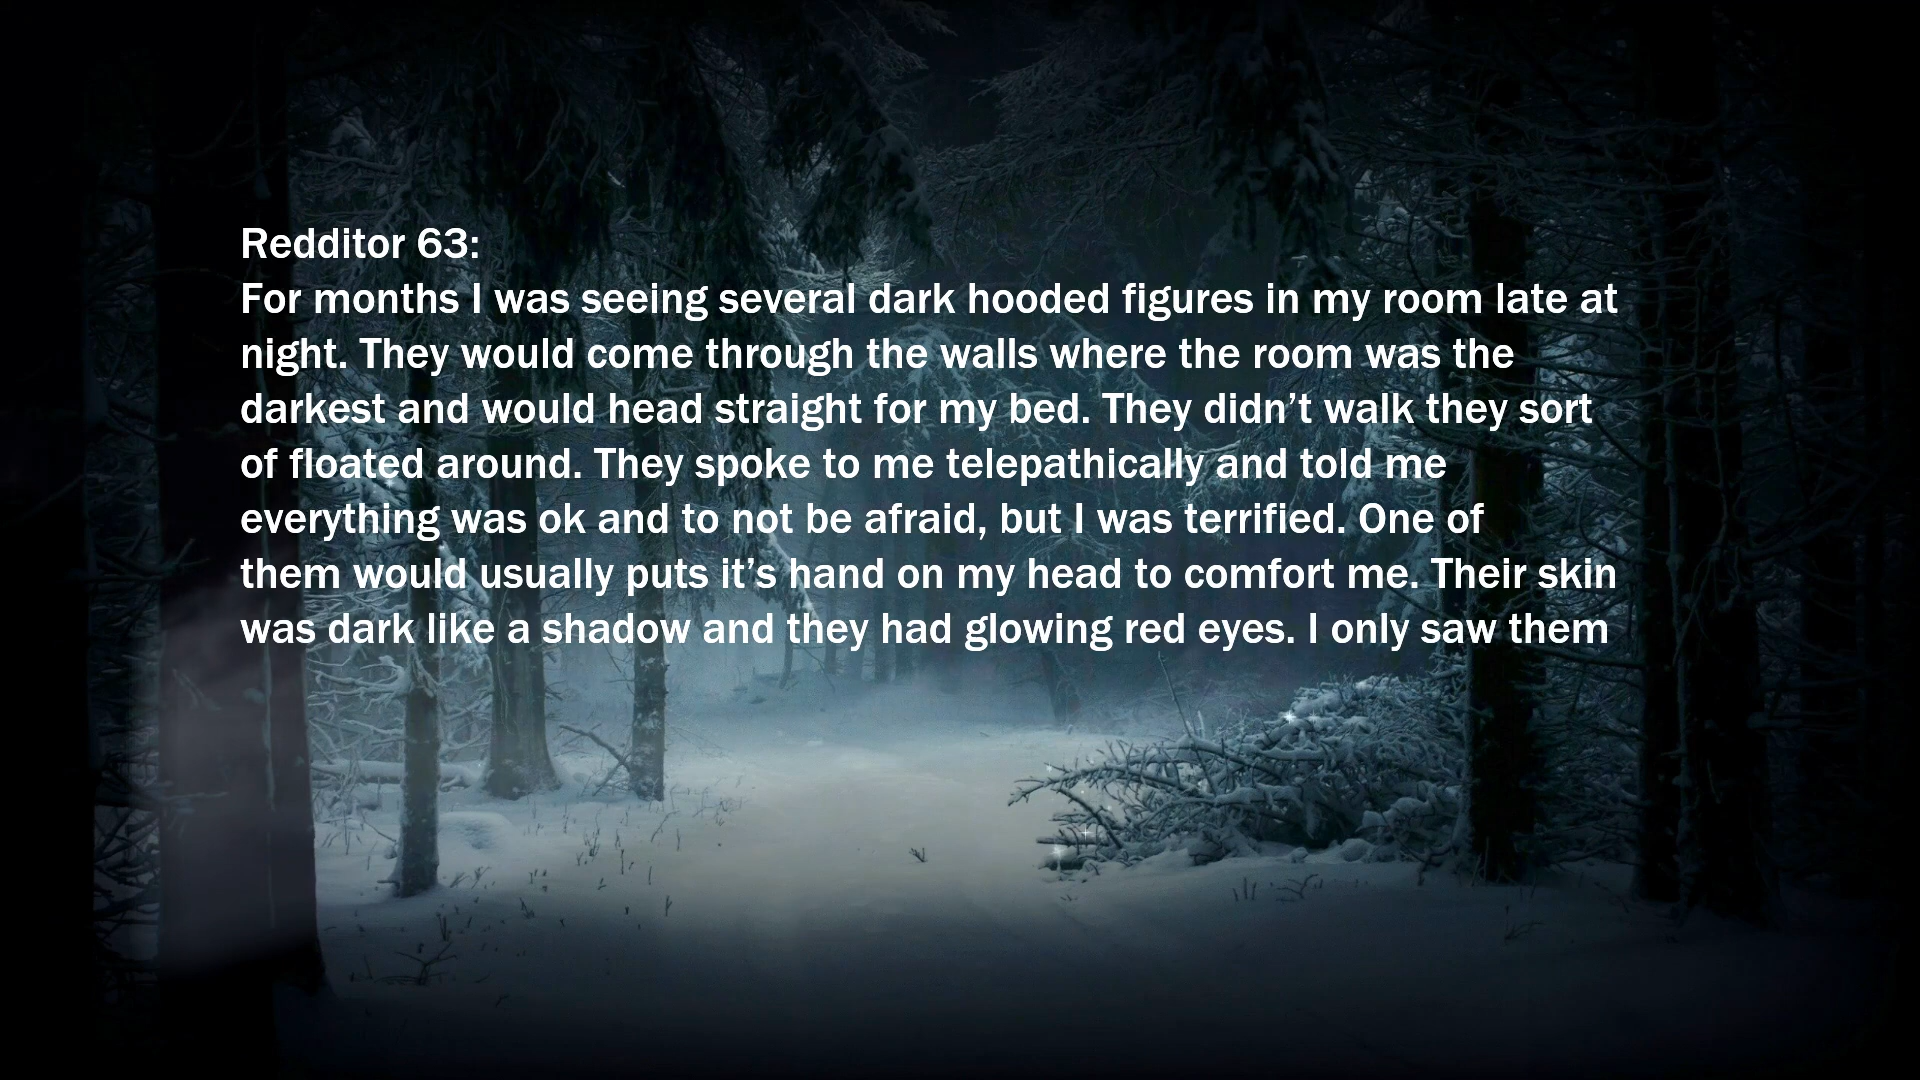 Redditor 63:
For months I was seeing several dark hooded figures in my room late at
night. They would come through the walls where the room was the
darkest and would head straight for my bed. They didn’t walk they sort
of floated around. They spoke to me telepathically and told me
everything was ok and to not be afraid, but I was terrified. One of
them would usually puts it’s hand on my head to comfort me. Their skin
was dark like a shadow and they had glowing red eyes. I only saw them